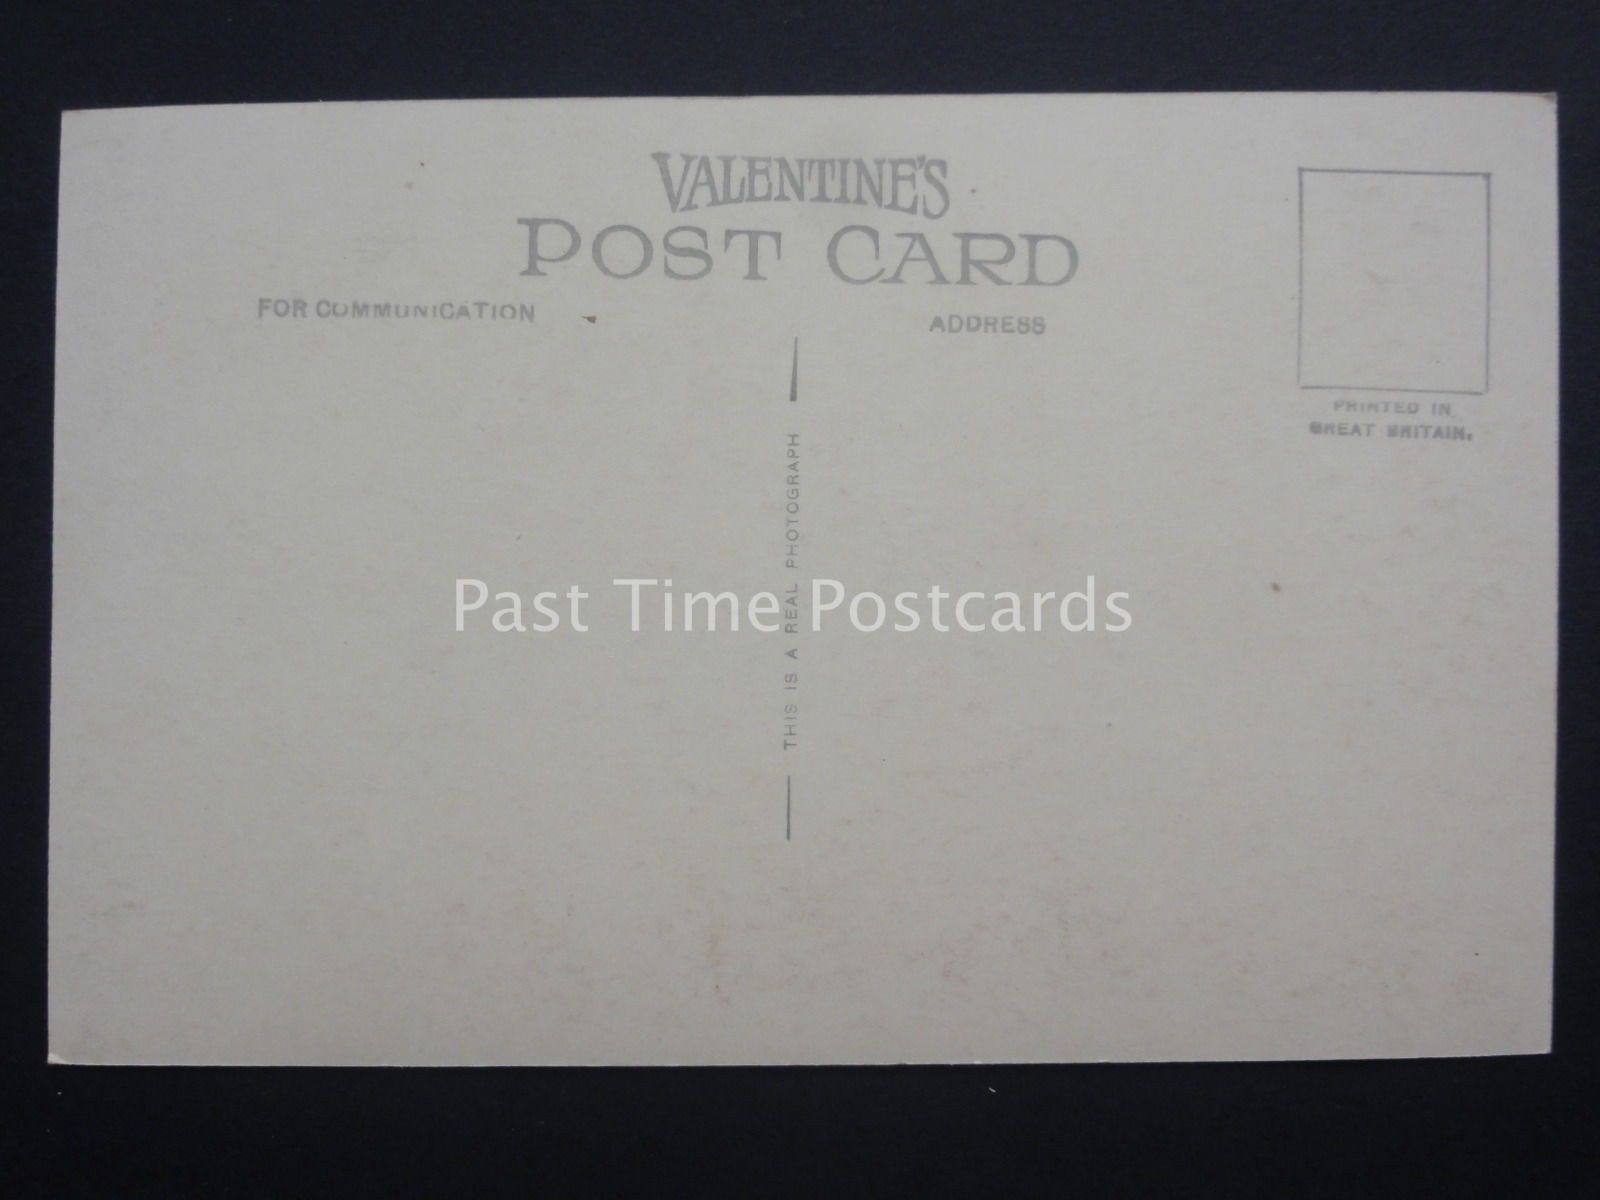 VALENTINE'S
POST CARD
FOR COMMUNICATION
ADDRESS
PRINTED IN
GREAT BRITAIN.
THIS IS A REAL PHOTOGRAPH
Past Time Postcards